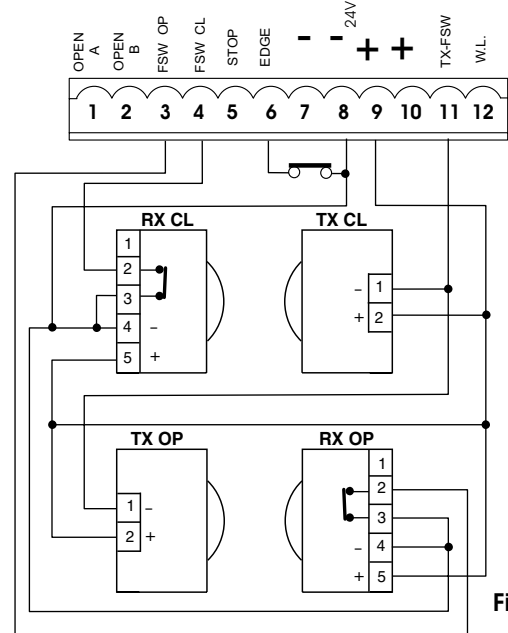 OPEN A
OPEN B
FSW OP
FSW CL
STOP
EDGE
- - 24V + +
TX-FSW
W.L.
1 2 3 4 5 6 7 8 9 10 11 12
RX CL
1
2
3
4 -
5 +
TX CL
- 1
+ 2
TX OP
1 -
2 +
RX OP
1
2
3
- 4
+ 5
Fi